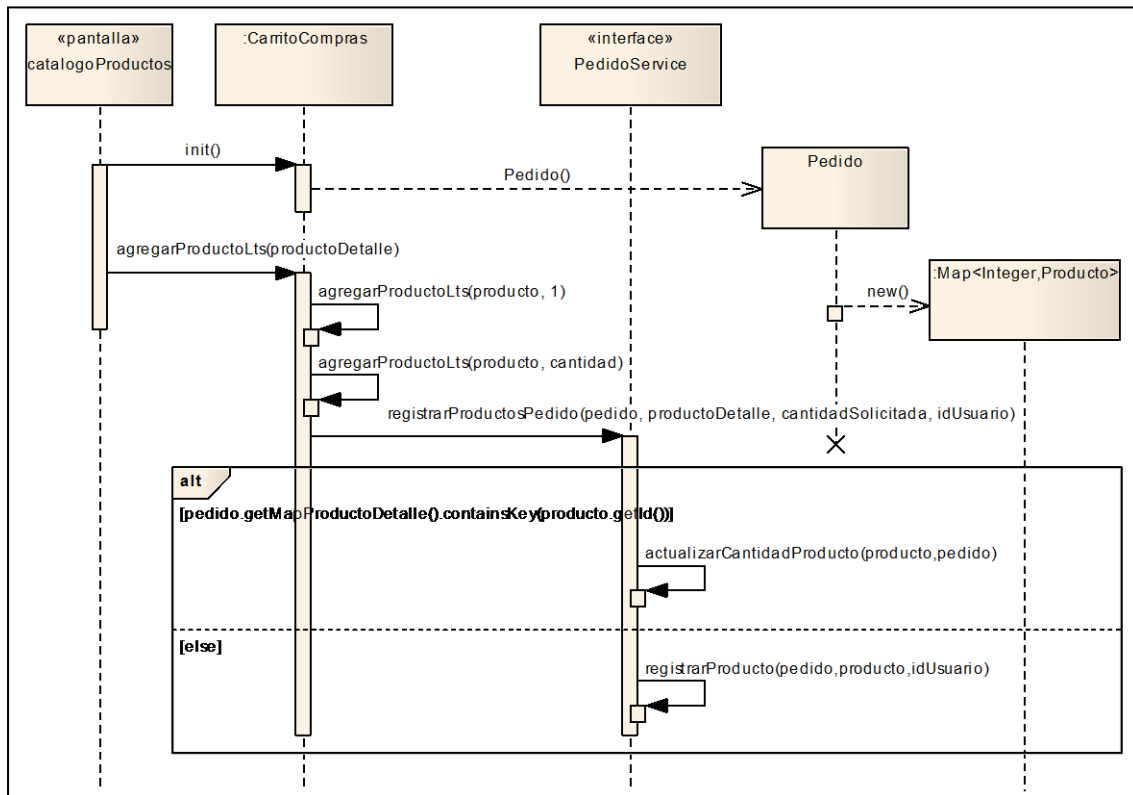 «pantalla»
catalogoProductos
:CarritoCompras
«interface»
PedidoService
init()
Pedido()
Pedido
agregarProductoLts(productoDetalle)
:Map<Integer,Producto>
new()
agregarProductoLts(producto, 1)
agregarProductoLts(producto, cantidad)
registrarProductosPedido(pedido, productoDetalle, cantidadSolicitada, idUsuario)
alt
[pedido.getMapProductoDetalle().containsKey(producto.getId())]
actualizarCantidadProducto(producto,pedido)
[else]
registrarProducto(pedido,producto,idUsuario)